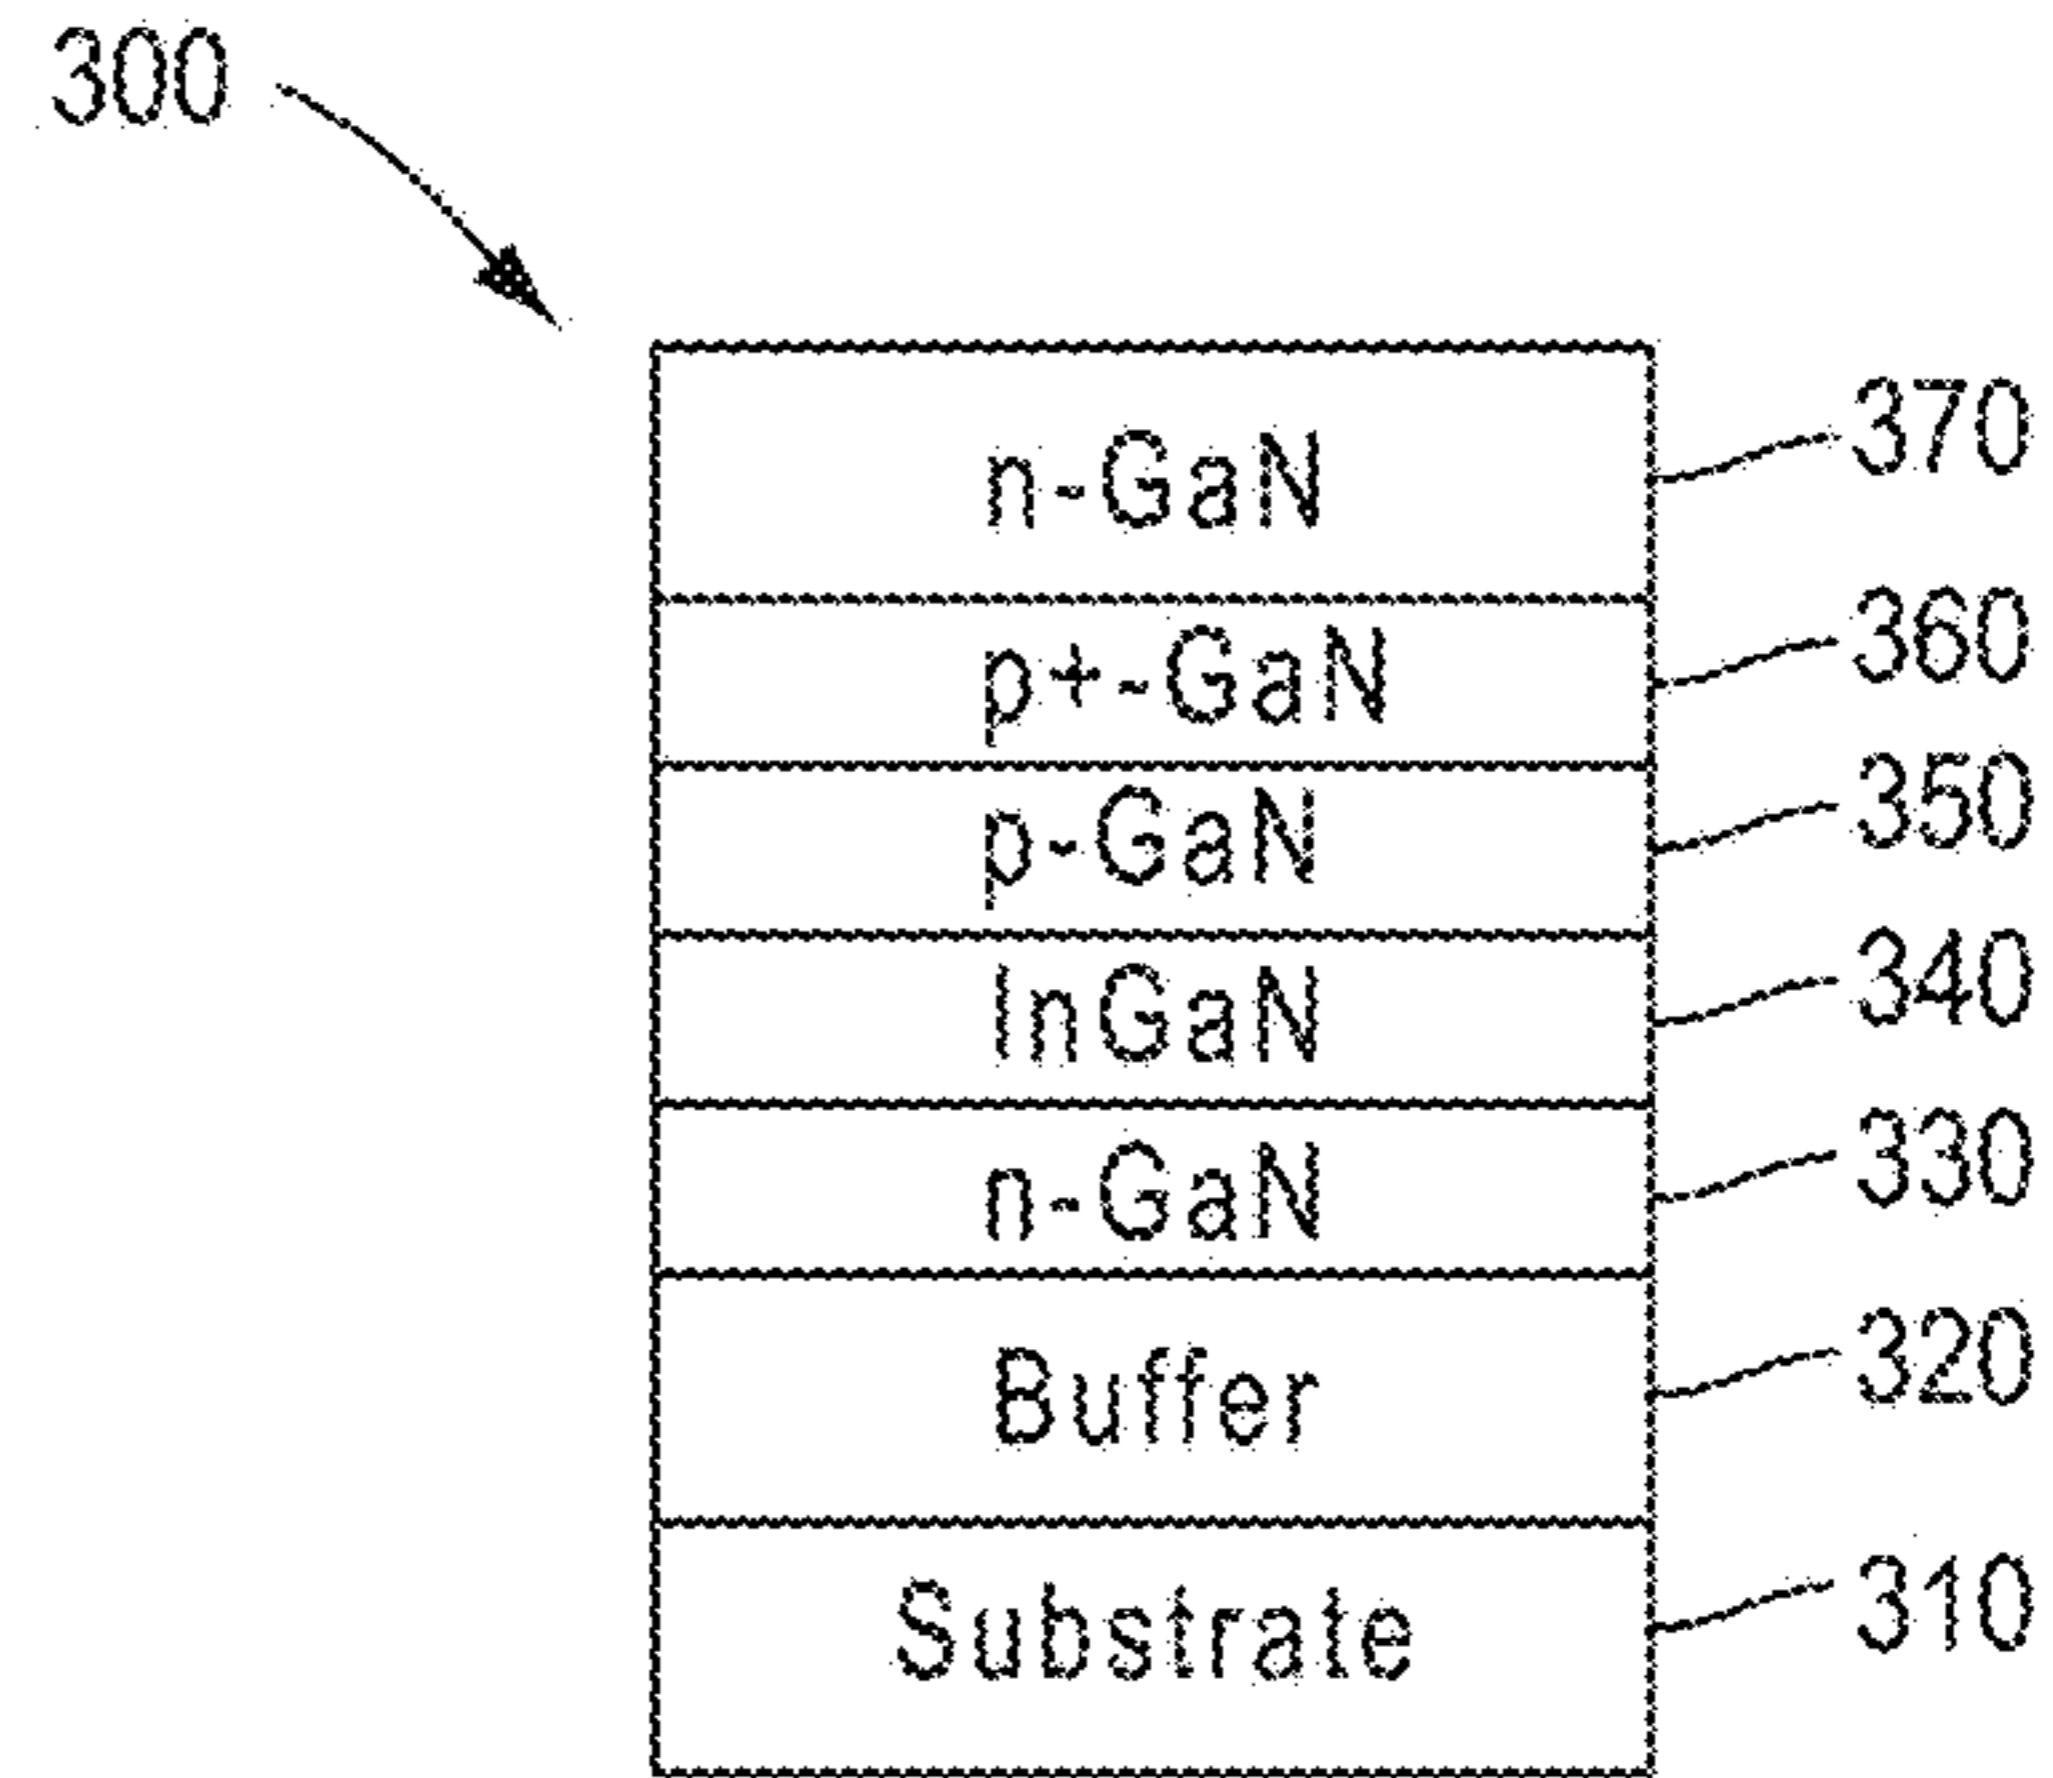 300
n-GaN 370
p+-GaN 360
p-GaN 350
InGaN 340
n-GaN 330
Buffer 320
Substrate 310